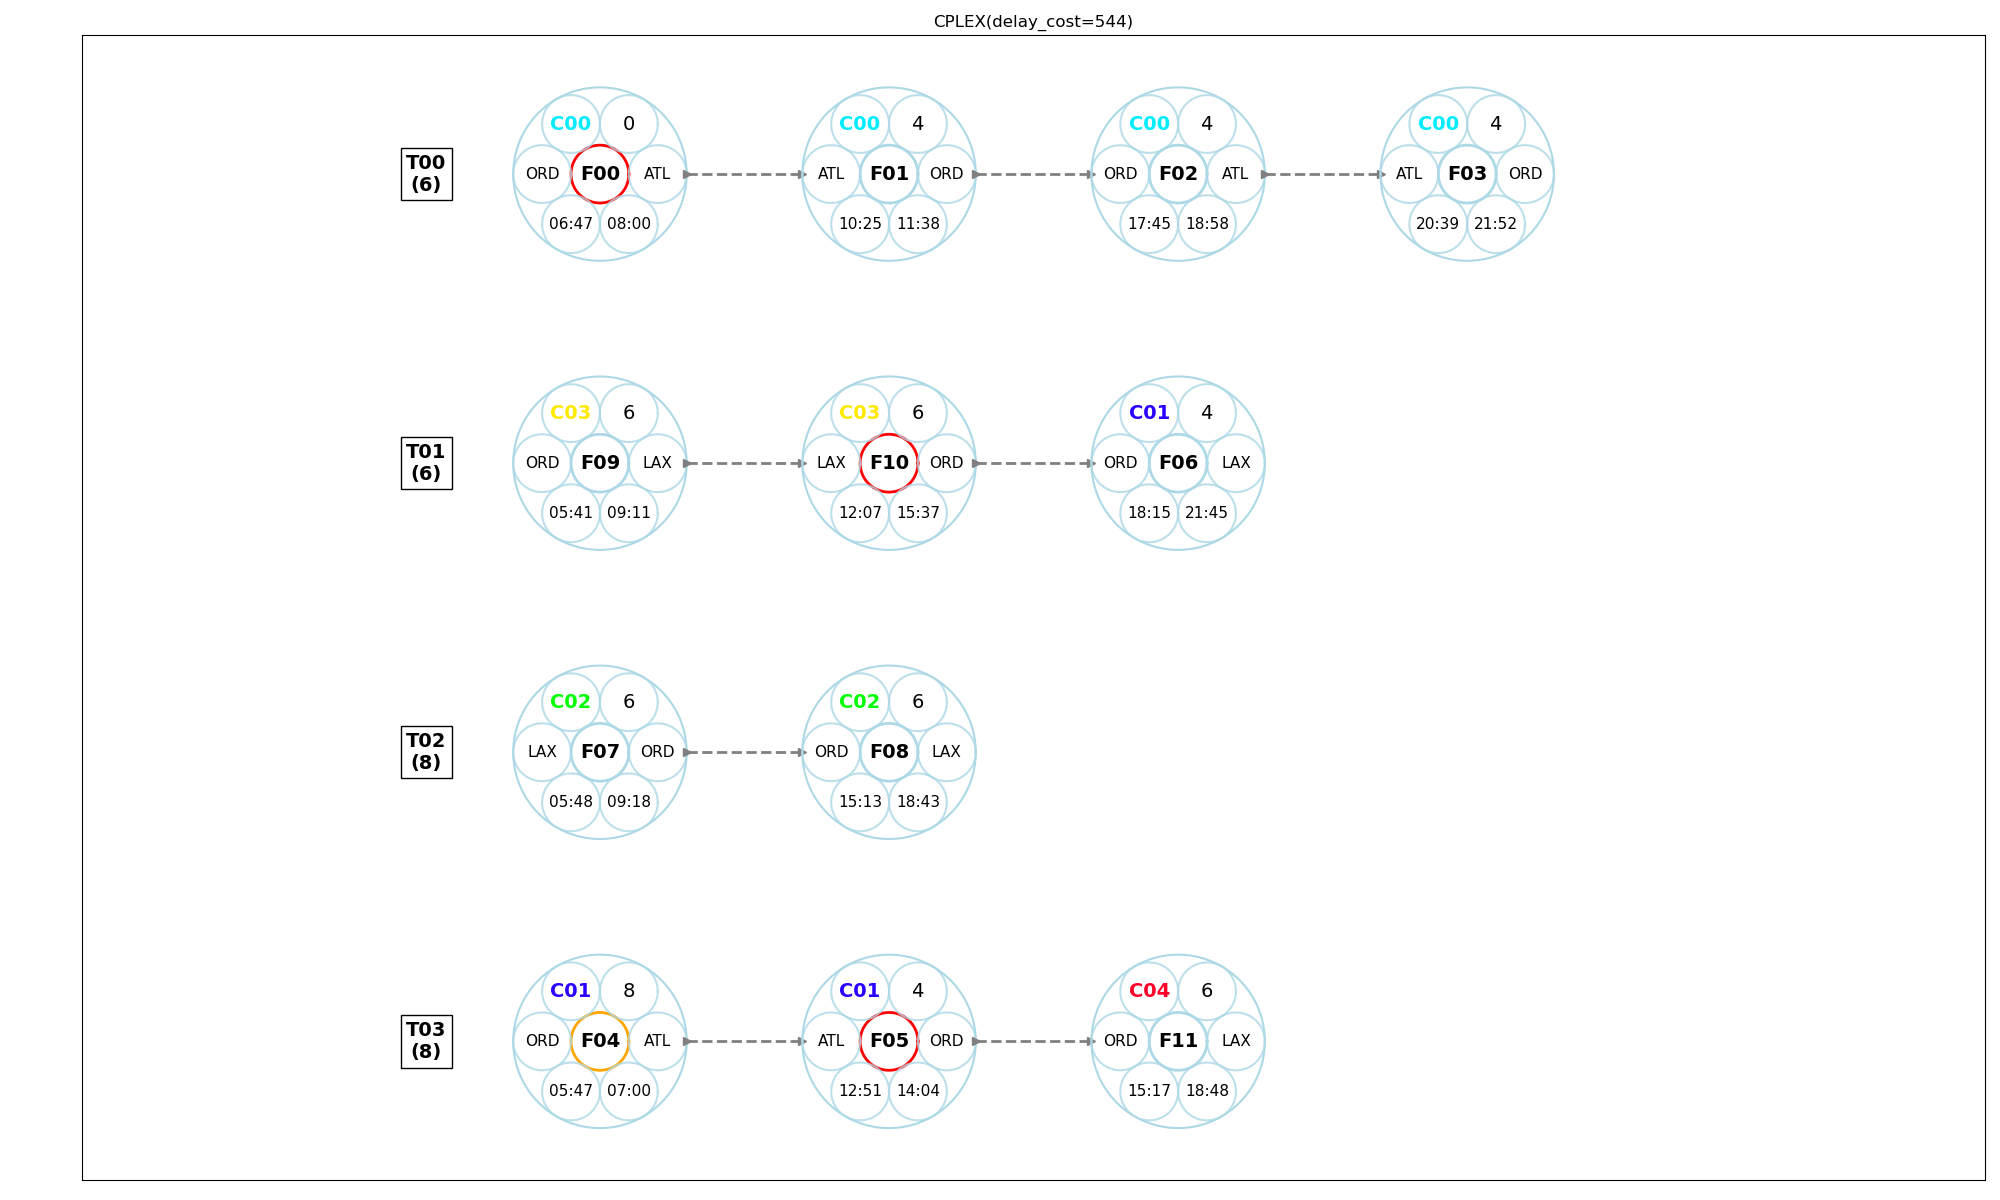 CPLEX(delay_cost=544)
C00 0 C00 4 C00 4 C00 4
T00
(6)
ORD F00 ATL ATL F01 ORD ORD F02 ATL ATL F03 ORD
06:47 08:00 10:25 11:38 17:45 18:58 20:39 21:52
C03 6 C03 6 C01 4
T01
(6)
ORD F09 LAX LAX F10 ORD ORD F06 LAX
05:41 09:11 12:07 15:37 18:15 21:45
C02 6 C02 6
T02
(8)
LAX F07 ORD ORD F08 LAX
05:48 09:18 15:13 18:43
C01 8 C01 4 C04 6
T03
(8)
ORD F04 ATL ATL F05 ORD ORD F11 LAX
05:47 07:00 12:51 14:04 15:17 18:48